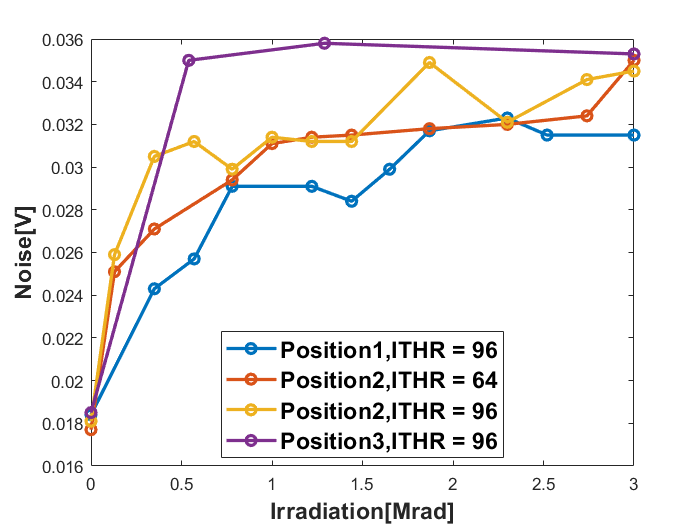 0.036
0.034
0.032
0.03
0.028
0.026
0.024
0.022
0.02
0.018
0.016
Noise[V]
Position1,ITHR = 96
Position2,ITHR = 64
Position2,ITHR = 96
Position3,ITHR = 96
0 0.5 1 1.5 2 2.5 3
Irradiation[Mrad]